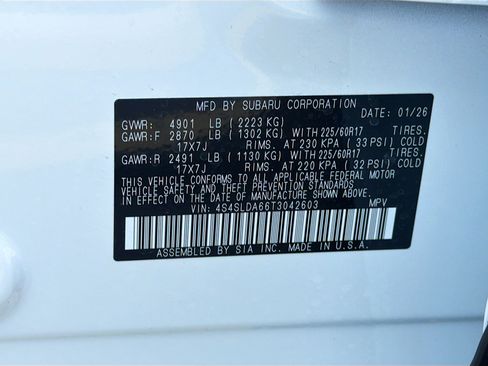 MFD BY SUBARU CORPORATION
DATE: 01/26
GVWR: 4901 LB ( 2223 KG)
GAWR:F 2870 LB ( 1302 KG) WITH 225/60R17 TIRES.
17X7J RIMS. AT 230 KPA ( 33 PSI) COLD
GAWR:R 2491 LB ( 1130 KG) WITH 225/60R17 TIRES.
17X7J RIMS. AT 220 KPA ( 32 PSI) COLD
THIS VEHICLE CONFORMS TO ALL APPLICABLE FEDERAL MOTOR
VEHICLE SAFETY AND THEFT PREVENTION STANDARDS IN
EFFECT ON THE DATE OF MANUFACTURE SHOWN ABOVE.
VIN: 4S4SLDA66T3042603 MPV
ASSEMBLED BY SIA INC. MADE IN U.S.A.